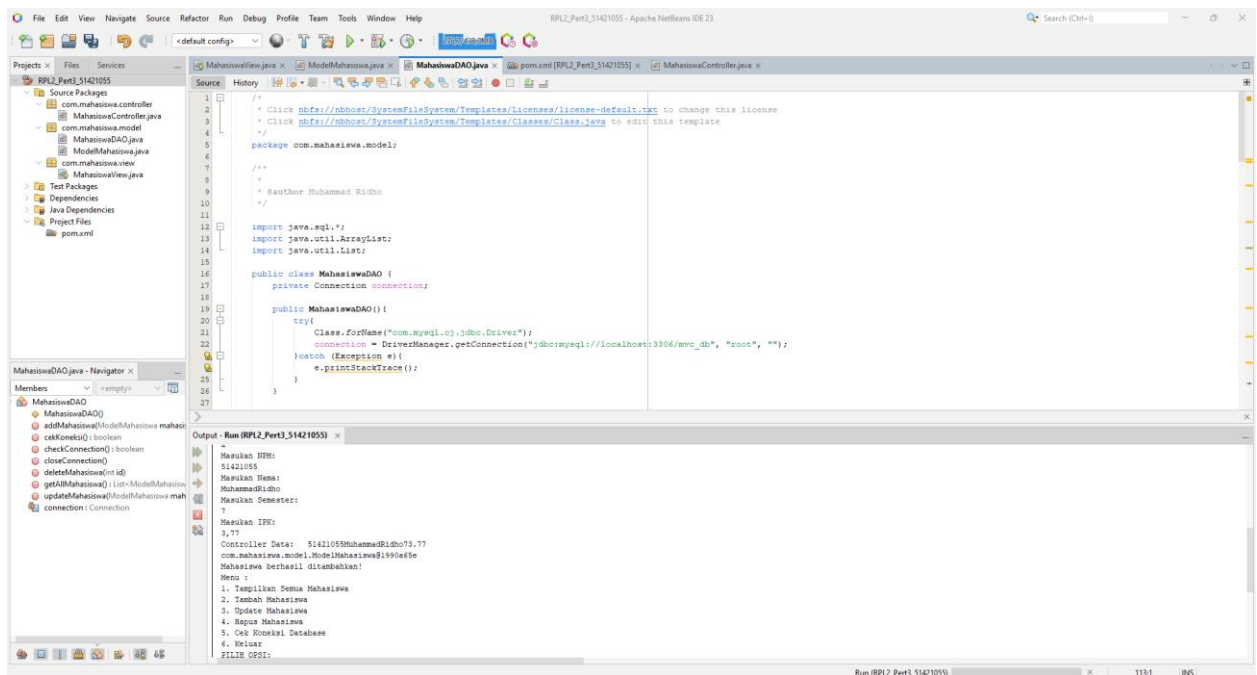 File Edit View Navigate Source Refactor Run Debug Profile Team Tools Window Help
RPL2_Pert3_51421055 - Apache NetBeans IDE 23
Search (Ctrl+I)
<default config>
Projects
Files
Services
RPL2_Pert3_51421055
Source Packages
com.mahasiswa.controller
MahasiswaController.java
com.mahasiswa.model
MahasiswaDAO.java
ModelMahasiswa.java
com.mahasiswa.view
MahasiswaView.java
Test Packages
Dependencies
Java Dependencies
Project Files
pom.xml
MahasiswaView.java
ModelMahasiswa.java
MahasiswaDAO.java
pom.xml [RPL2_Pert3_51421055]
MahasiswaController.java
Source History
1 /*
2 * Click nbfs://nbhost/SystemFileSystem/Templates/Licenses/license-default.txt to change this license
3 * Click nbfs://nbhost/SystemFileSystem/Templates/Classes/Class.java to edit this template
4 */
5 package com.mahasiswa.model;
6
7 /**
8 *
9 * @author Muhammad Ridho
10 */
11
12 import java.sql.*;
13 import java.util.ArrayList;
14 import java.util.List;
15
16 public class MahasiswaDAO {
17 private Connection connection;
18
19 public MahasiswaDAO(){
20 try{
21 Class.forName("com.mysql.cj.jdbc.Driver");
22 connection = DriverManager.getConnection("jdbc:mysql://localhost:3306/mvc_db", "root", "");
}catch (Exception e){
e.printStackTrace();
25 }
26 }
27
MahasiswaDAO.java - Navigator
Members <empty>
MahasiswaDAO
MahasiswaDAO()
addMahasiswa(ModelMahasiswa mahasis
cekKoneksi() : boolean
checkConnection() : boolean
closeConnection()
deleteMahasiswa(int id)
getAllMahasiswa() : List<ModelMahasisw
updateMahasiswa(ModelMahasiswa mah
connection : Connection
Output - Run (RPL2_Pert3_51421055)
2
Masukan NPM:
51421055
Masukan Nama:
MuhammadRidho
Masukan Semester:
7
Masukan IPK:
3,77
Controller Data: 51421055MuhammadRidho73.77
com.mahasiswa.model.ModelMahasiswa@1990a65e
Mahasiswa berhasil ditambahkan!
Menu :
1. Tampilkan Semua Mahasiswa
2. Tambah Mahasiswa
3. Update Mahasiswa
4. Hapus Mahasiswa
5. Cek Koneksi Database
6. Keluar
PILIH OPSI:
Run (RPL2_Pert3_51421055)
113:1
INS